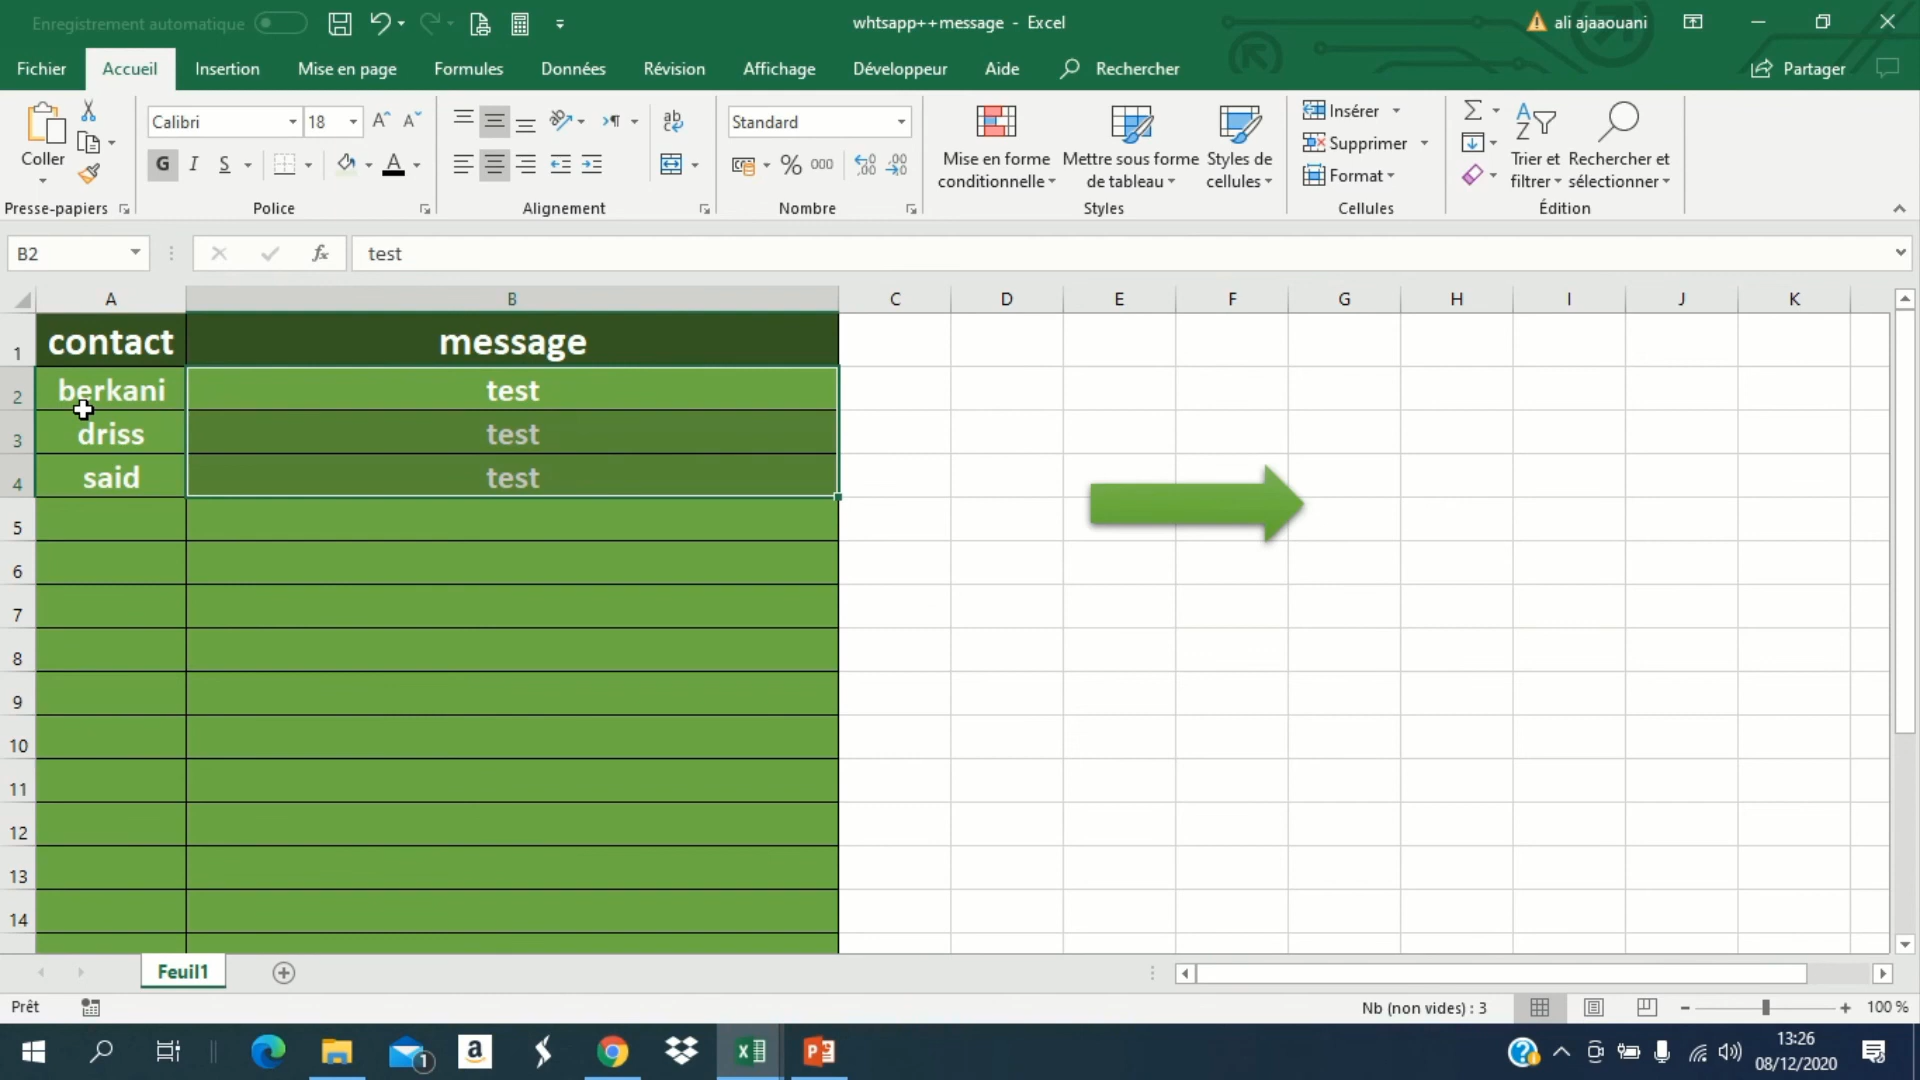 Enregistrement automatique
whtsapp++message - Excel
ali ajaaouani
Fichier Accueil Insertion Mise en page Formules Données Révision Affichage Développeur Aide Rechercher Partager
Coller
Presse-papiers
Calibri 18
G I S
Police
Alignement
Standard
% 000
Nombre
Mise en forme conditionnelle
Mettre sous forme de tableau
Styles de cellules
Styles
Insérer
Supprimer
Format
Cellules
Trier et filtrer
Rechercher et sélectionner
Édition
B2
fx
test
A B C D E F G H I J K
1 contact message
2 berkani test
3 driss test
4 said test
5
6
7
8
9
10
11
12
13
14
Feuil1
Prêt
Nb (non vides) : 3
100 %
1
13:26
08/12/2020